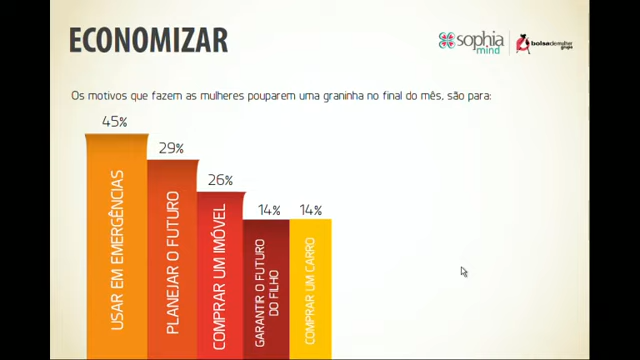 ECONOMIZAR
sophia
mind
bolsademulher
grupo
Os motivos que fazem as mulheres pouparem uma graninha no final do mês, são para:
45%
29%
26%
14%
14%
USAR EM EMERGÊNCIAS
PLANEJAR O FUTURO
COMPRAR UM IMÓVEL
GARANTIR O FUTURO
DO FILHO
COMPRAR UM CARRO